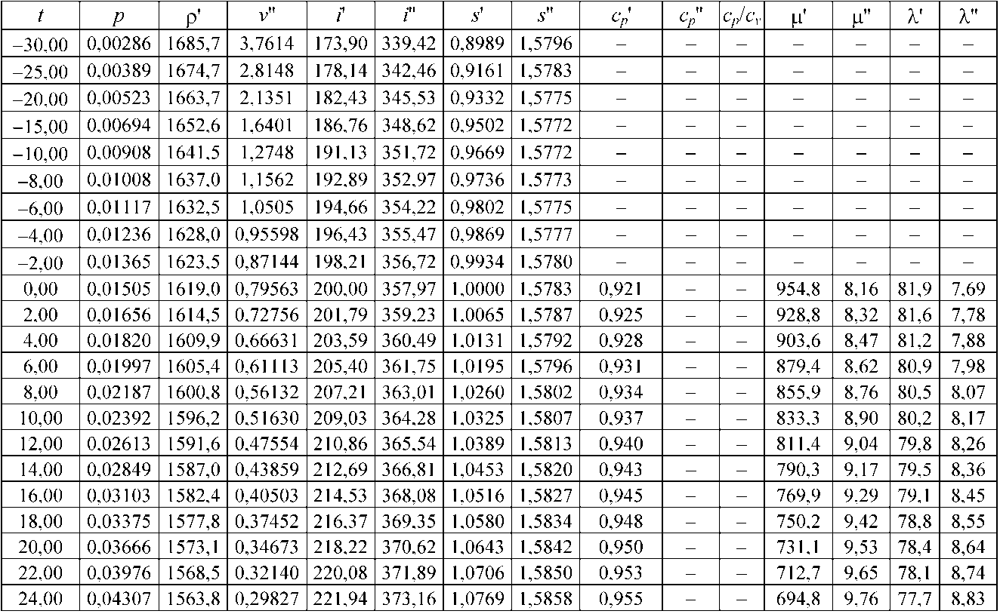 t p ρ' v" i' i" s' s" cp' cp" cp/cv μ' μ" λ' λ"
–30,00 0,00286 1685,7 3,7614 173,90 339,42 0,8989 1,5796 – – – – – – –
–25,00 0,00389 1674,7 2,8148 178,14 342,46 0,9161 1,5783 – – – – – – –
–20,00 0,00523 1663,7 2,1351 182,43 345,53 0,9332 1,5775 – – – – – – –
–15,00 0,00694 1652,6 1,6401 186,76 348,62 0,9502 1,5772 – – – – – – –
–10,00 0,00908 1641,5 1,2748 191,13 351,72 0,9669 1,5772 – – – – – – –
–8,00 0,01008 1637,0 1,1562 192,89 352,97 0,9736 1,5773 – – – – – – –
–6,00 0,01117 1632,5 1,0505 194,66 354,22 0,9802 1,5775 – – – – – – –
–4,00 0,01236 1628,0 0,95598 196,43 355,47 0,9869 1,5777 – – – – – – –
–2,00 0,01365 1623,5 0,87144 198,21 356,72 0,9934 1,5780 – – – – – – –
0,00 0,01505 1619,0 0,79563 200,00 357,97 1,0000 1,5783 0,921 – – 954,8 8,16 81,9 7,69
2,00 0,01656 1614,5 0,72756 201,79 359,23 1,0065 1,5787 0,925 – – 928,8 8,32 81,6 7,78
4,00 0,01820 1609,9 0,66631 203,59 360,49 1,0131 1,5792 0,928 – – 903,6 8,47 81,2 7,88
6,00 0,01997 1605,4 0,61113 205,40 361,75 1,0195 1,5796 0,931 – – 879,4 8,62 80,9 7,98
8,00 0,02187 1600,8 0,56132 207,21 363,01 1,0260 1,5802 0,934 – – 855,9 8,76 80,5 8,07
10,00 0,02392 1596,2 0,51630 209,03 364,28 1,0325 1,5807 0,937 – – 833,3 8,90 80,2 8,17
12,00 0,02613 1591,6 0,47554 210,86 365,54 1,0389 1,5813 0,940 – – 811,4 9,04 79,8 8,26
14,00 0,02849 1587,0 0,43859 212,69 366,81 1,0453 1,5820 0,943 – – 790,3 9,17 79,5 8,36
16,00 0,03103 1582,4 0,40503 214,53 368,08 1,0516 1,5827 0,945 – – 769,9 9,29 79,1 8,45
18,00 0,03375 1577,8 0,37452 216,37 369,35 1,0580 1,5834 0,948 – – 750,2 9,42 78,8 8,55
20,00 0,03666 1573,1 0,34673 218,22 370,62 1,0643 1,5842 0,950 – – 731,1 9,53 78,4 8,64
22,00 0,03976 1568,5 0,32140 220,08 371,89 1,0706 1,5850 0,953 – – 712,7 9,65 78,1 8,74
24,00 0,04307 1563,8 0,29827 221,94 373,16 1,0769 1,5858 0,955 – – 694,8 9,76 77,7 8,83